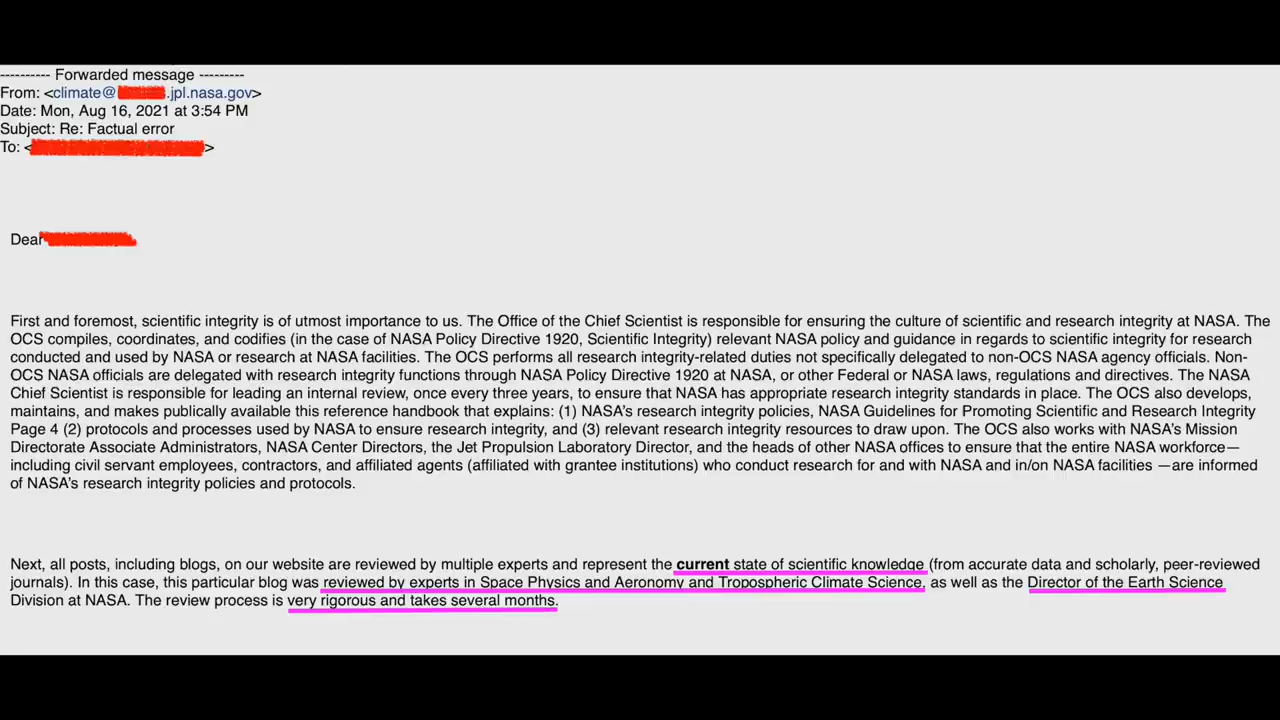 ---------- Forwarded message ---------
From: <climate@ .jpl.nasa.gov>
Date: Mon, Aug 16, 2021 at 3:54 PM
Subject: Re: Factual error
To: < >
Dear
First and foremost, scientific integrity is of utmost importance to us. The Office of the Chief Scientist is responsible for ensuring the culture of scientific and research integrity at NASA. The
OCS compiles, coordinates, and codifies (in the case of NASA Policy Directive 1920, Scientific Integrity) relevant NASA policy and guidance in regards to scientific integrity for research
conducted and used by NASA or research at NASA facilities. The OCS performs all research integrity-related duties not specifically delegated to non-OCS NASA agency officials. Non-
OCS NASA officials are delegated with research integrity functions through NASA Policy Directive 1920 at NASA, or other Federal or NASA laws, regulations and directives. The NASA
Chief Scientist is responsible for leading an internal review, once every three years, to ensure that NASA has appropriate research integrity standards in place. The OCS also develops,
maintains, and makes publically available this reference handbook that explains: (1) NASA’s research integrity policies, NASA Guidelines for Promoting Scientific and Research Integrity
Page 4 (2) protocols and processes used by NASA to ensure research integrity, and (3) relevant research integrity resources to draw upon. The OCS also works with NASA’s Mission
Directorate Associate Administrators, NASA Center Directors, the Jet Propulsion Laboratory Director, and the heads of other NASA offices to ensure that the entire NASA workforce—
including civil servant employees, contractors, and affiliated agents (affiliated with grantee institutions) who conduct research for and with NASA and in/on NASA facilities —are informed
of NASA’s research integrity policies and protocols.
Next, all posts, including blogs, on our website are reviewed by multiple experts and represent the current state of scientific knowledge (from accurate data and scholarly, peer-reviewed
journals). In this case, this particular blog was reviewed by experts in Space Physics and Aeronomy and Tropospheric Climate Science, as well as the Director of the Earth Science
Division at NASA. The review process is very rigorous and takes several months.